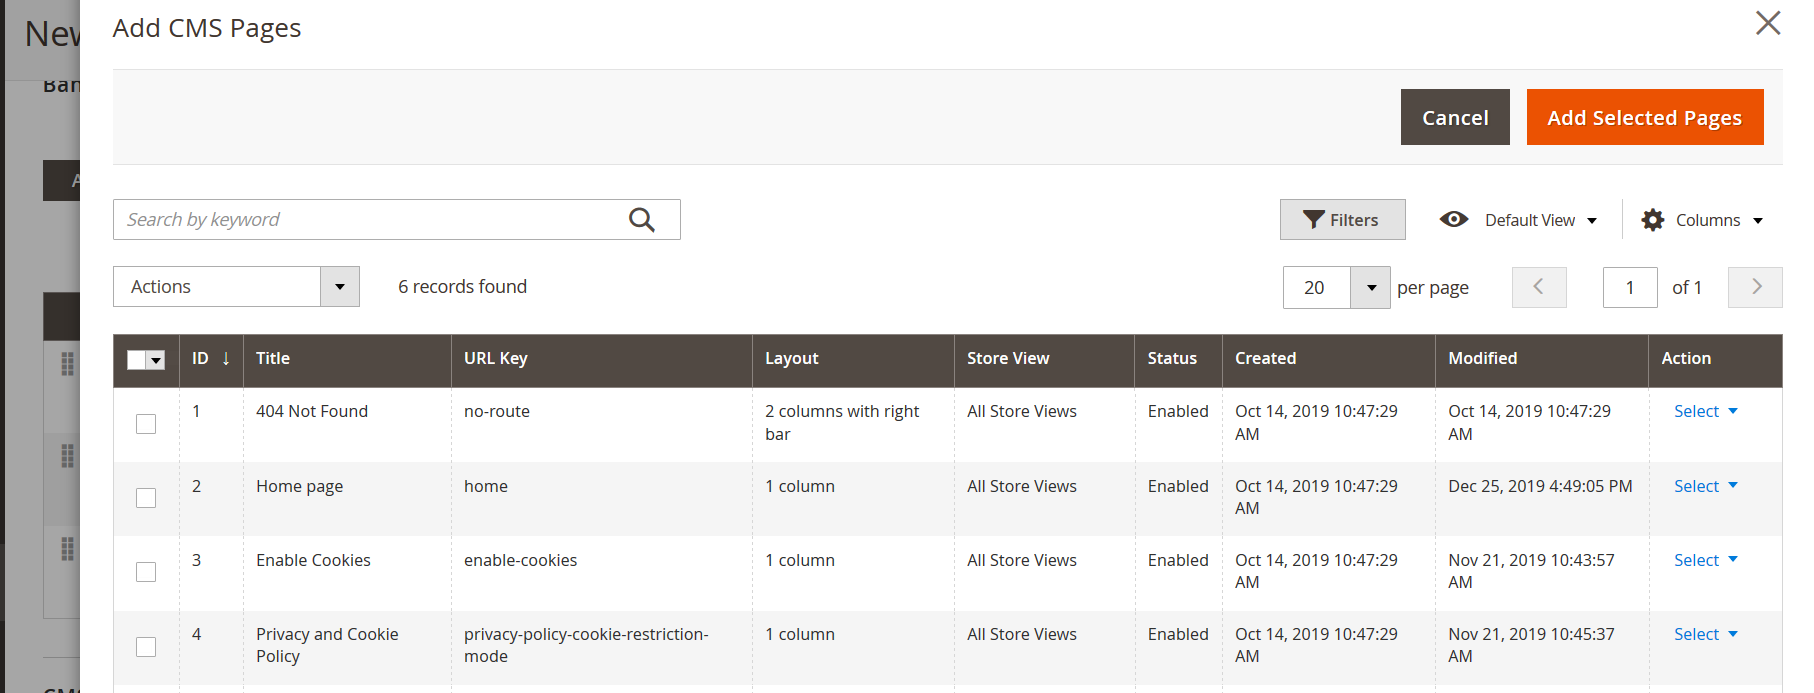 New
Add CMS Pages
Ban
Cancel
Add Selected Pages
A
Search by keyword
Filters
Default View
Columns
Actions
6 records found
20
per page
1
of 1
ID ↓ Title URL Key Layout Store View Status Created Modified Action
1 404 Not Found no-route 2 columns with right All Store Views Enabled Oct 14, 2019 10:47:29 Oct 14, 2019 10:47:29 Select
bar AM AM
2 Home page home 1 column All Store Views Enabled Oct 14, 2019 10:47:29 Dec 25, 2019 4:49:05 PM Select
AM
3 Enable Cookies enable-cookies 1 column All Store Views Enabled Oct 14, 2019 10:47:29 Nov 21, 2019 10:43:57 Select
AM AM
4 Privacy and Cookie privacy-policy-cookie-restriction- 1 column All Store Views Enabled Oct 14, 2019 10:47:29 Nov 21, 2019 10:45:37 Select
Policy mode AM AM